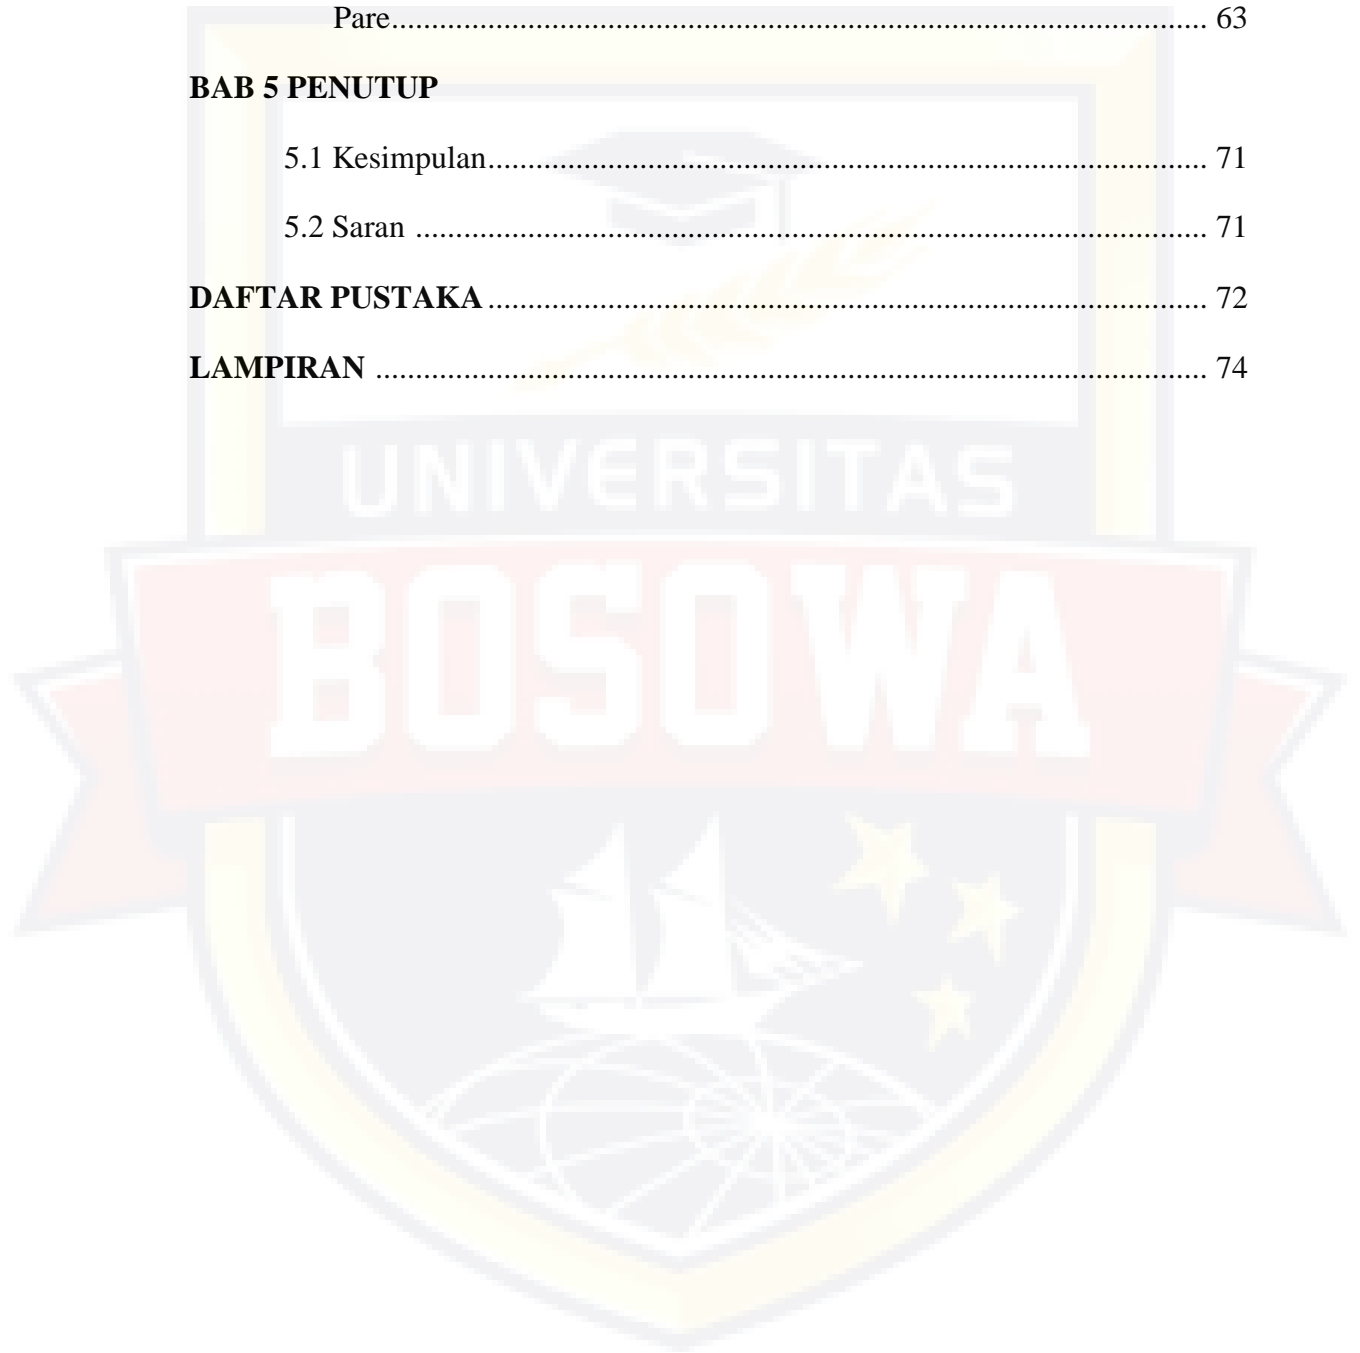 Pare.......................................................................................................... 63
BAB 5 PENUTUP
5.1 Kesimpulan............................................................................................. 71
5.2 Saran ...................................................................................................... 71
DAFTAR PUSTAKA ............................................................................................. 72
LAMPIRAN ........................................................................................................... 74
UNIVERSITAS
BOSOWA